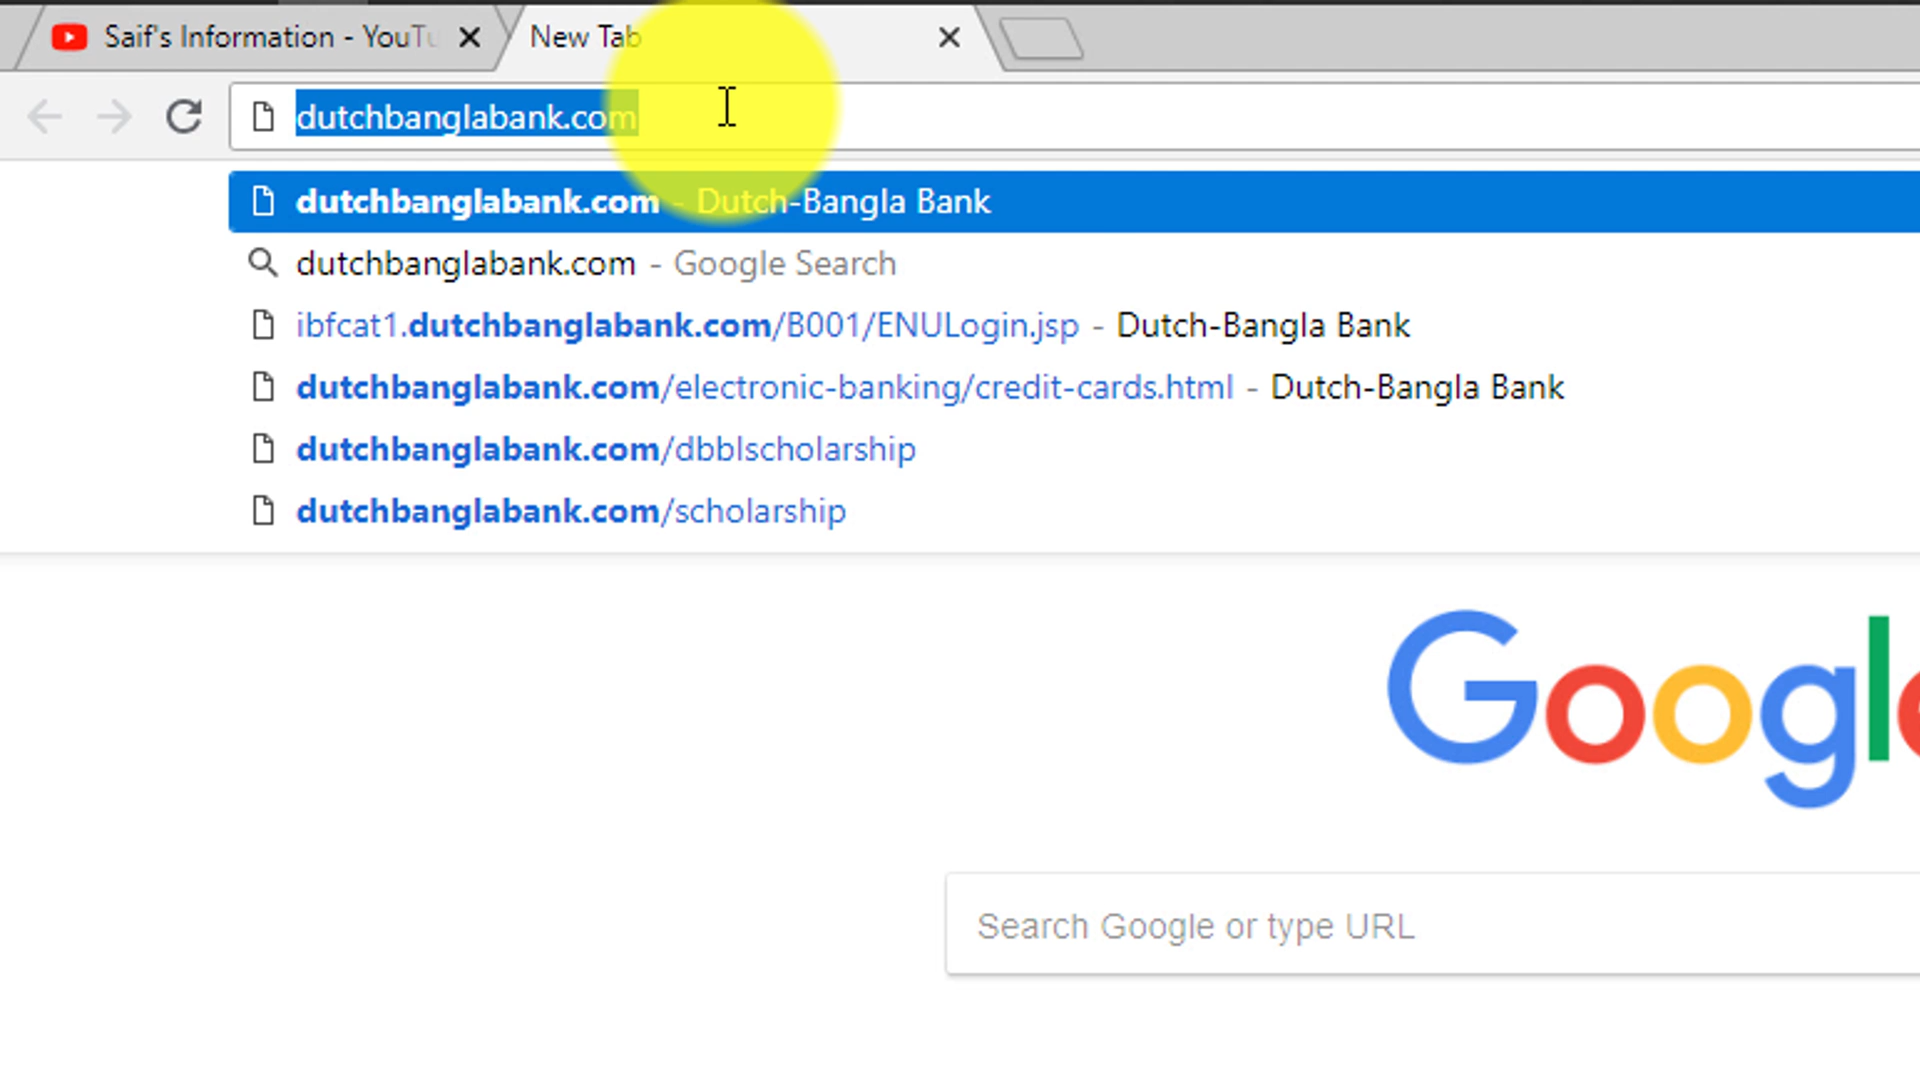 Saif's Information - YouTu
New Tab
dutchbanglabank.com
dutchbanglabank.com - Dutch-Bangla Bank
dutchbanglabank.com - Google Search
ibfcat1.dutchbanglabank.com/B001/ENULogin.jsp - Dutch-Bangla Bank
dutchbanglabank.com/electronic-banking/credit-cards.html - Dutch-Bangla Bank
dutchbanglabank.com/dbblscholarship
dutchbanglabank.com/scholarship
Google
Search Google or type URL